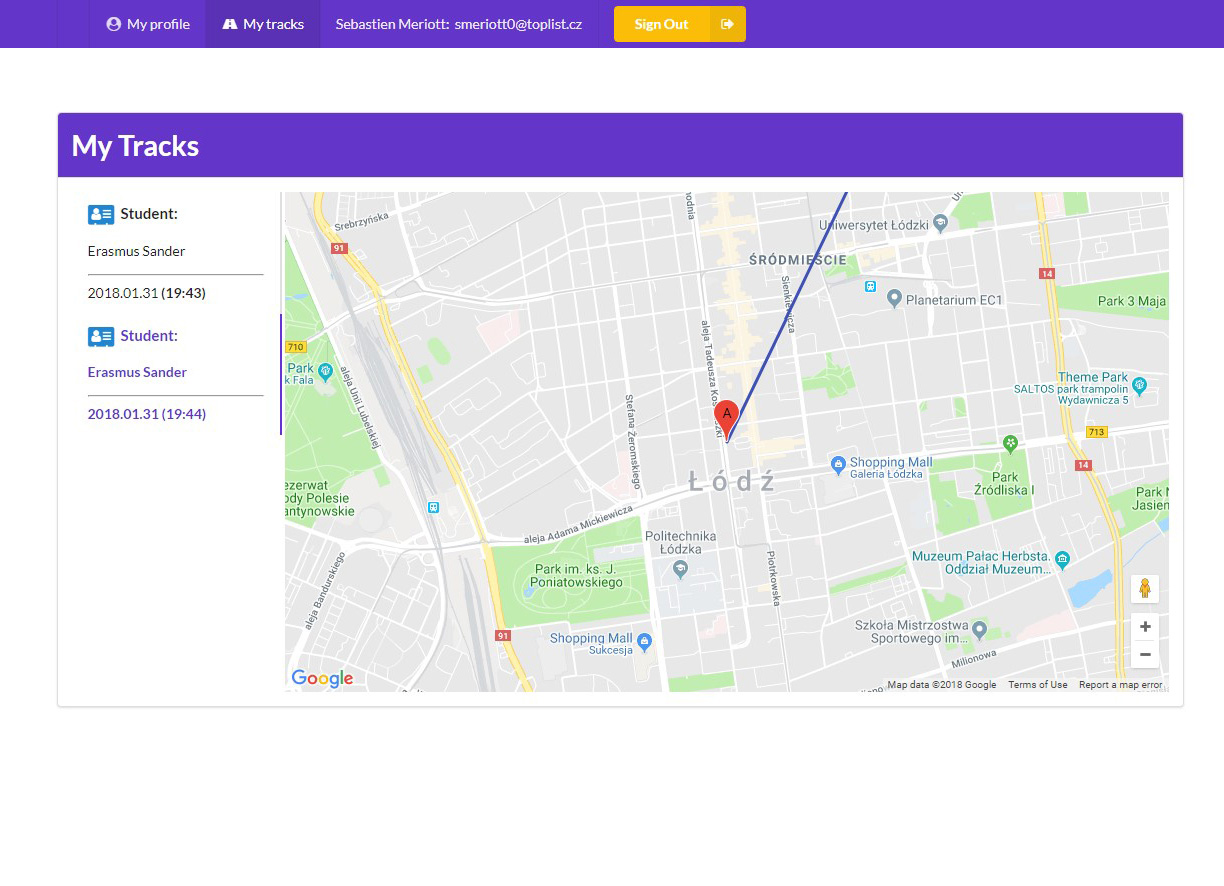 My profile
My tracks
Sebastien Meriott: smeriott0@toplist.cz
Sign Out
My Tracks
Student:
Erasmus Sander
2018.01.31 (19:43)
Student:
Erasmus Sander
2018.01.31 (19:44)
Srebrzyńska
91
Uniwersytet Łódzki
ŚRÓDMIEŚCIE
14
Planetarium EC1
Park 3 Maja
Sienkiewicza
aleja Tadeusza
710
Park
k Fala
aleja Unii Lubelskiej
Theme Park
SALTOS park trampolin
Wydawnicza 5
A
Stefana Żeromskiego
713
Shopping Mall
Galeria Łódzka
14
Łódź
Park
Źródliska I
ezerwat
ody Polesie
antynowskie
Park
Jasien
aleja Adama Mickiewicza
Politechnika
Łódzka
Piotrkowska
Muzeum Pałac Herbsta.
Oddział Muzeum...
Park im. ks. J.
Poniatowskiego
aleja Bandurskiego
91
Shopping Mall
Sukcesja
Szkoła Mistrzostwa
Sportowego im...
Milionowa
+
−
Google
Map data ©2018 Google
Terms of Use
Report a map error